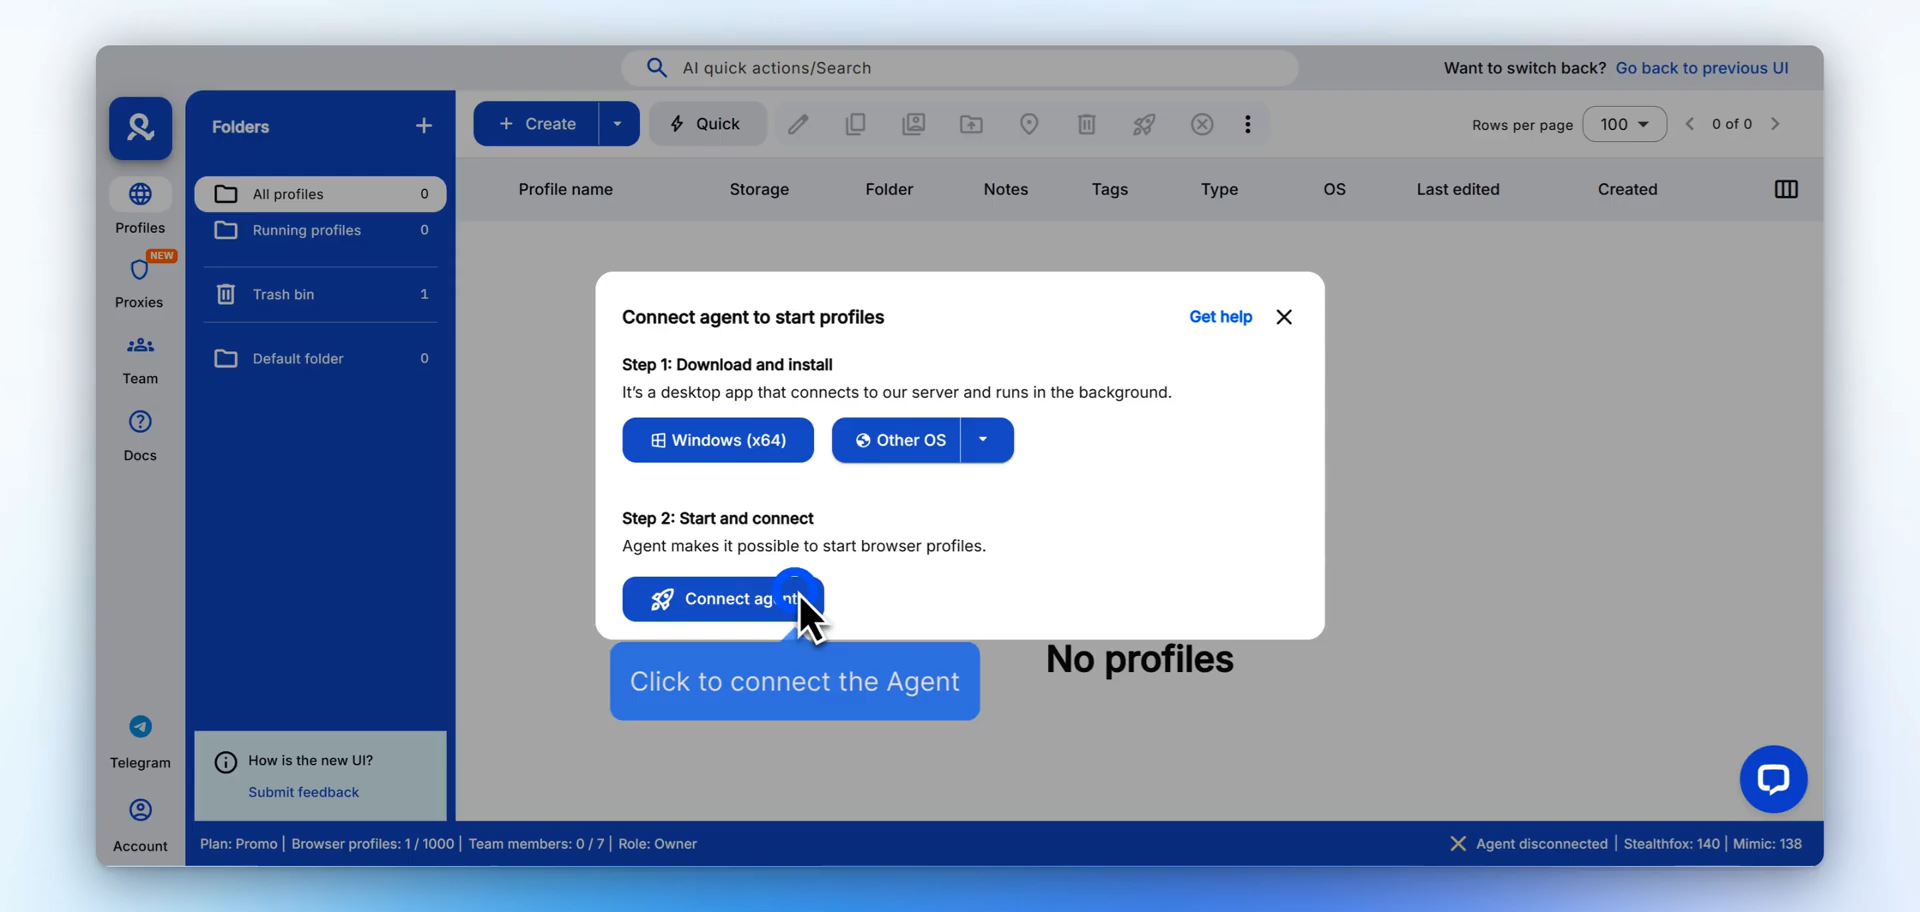 AI quick actions/Search
Want to switch back? Go back to previous UI
Folders
Create
Quick
Rows per page 100 0 of 0
All profiles 0
Running profiles 0
Trash bin 1
Default folder 0
Profiles
NEW
Proxies
Team
Docs
Telegram
Account
Profile name Storage Folder Notes Tags Type OS Last edited Created
Connect agent to start profiles
Get help
Step 1: Download and install
It's a desktop app that connects to our server and runs in the background.
Windows (x64)
Other OS
Step 2: Start and connect
Agent makes it possible to start browser profiles.
Connect agent
Click to connect the Agent
No profiles
How is the new UI?
Submit feedback
Plan: Promo | Browser profiles: 1 / 1000 | Team members: 0 / 7 | Role: Owner
Agent disconnected | Stealthfox: 140 | Mimic: 138